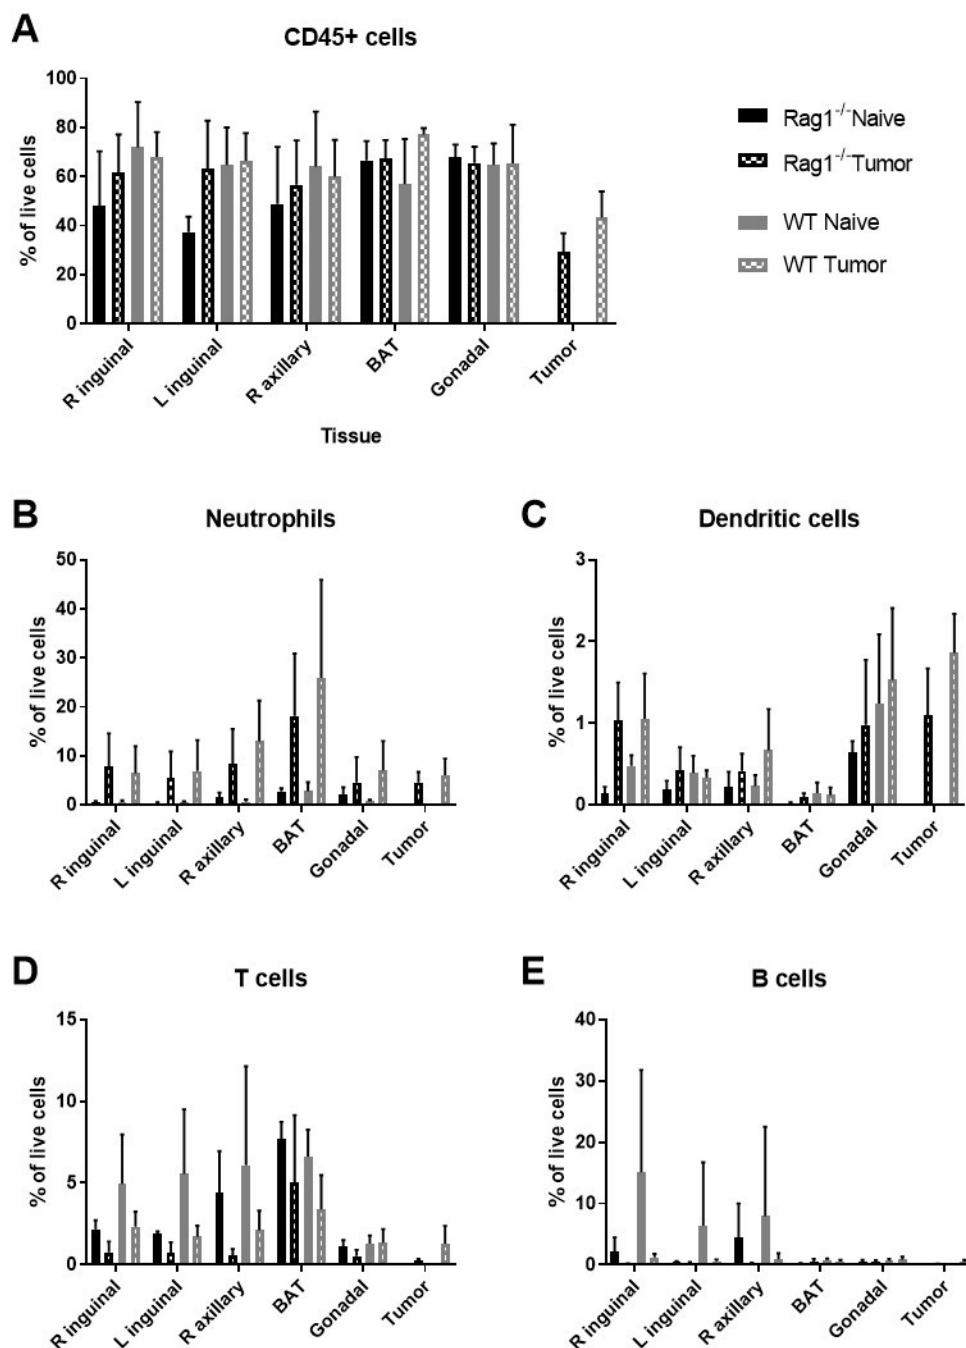 A
CD45+ cells
% of live cells
100
80
60
40
20
0
R inguinal
L inguinal
R axillary
BAT
Gonadal
Tumor
Tissue
Rag1-/-Naive
Rag1-/-Tumor
WT Naive
WT Tumor
B
Neutrophils
% of live cells
50
40
30
20
10
0
R inguinal
L inguinal
R axillary
BAT
Gonadal
Tumor
C
Dendritic cells
% of live cells
3
2
1
0
R inguinal
L inguinal
R axillary
BAT
Gonadal
Tumor
D
T cells
% of live cells
15
10
5
0
R inguinal
L inguinal
R axillary
BAT
Gonadal
Tumor
E
B cells
% of live cells
40
30
20
10
0
R inguinal
L inguinal
R axillary
BAT
Gonadal
Tumor